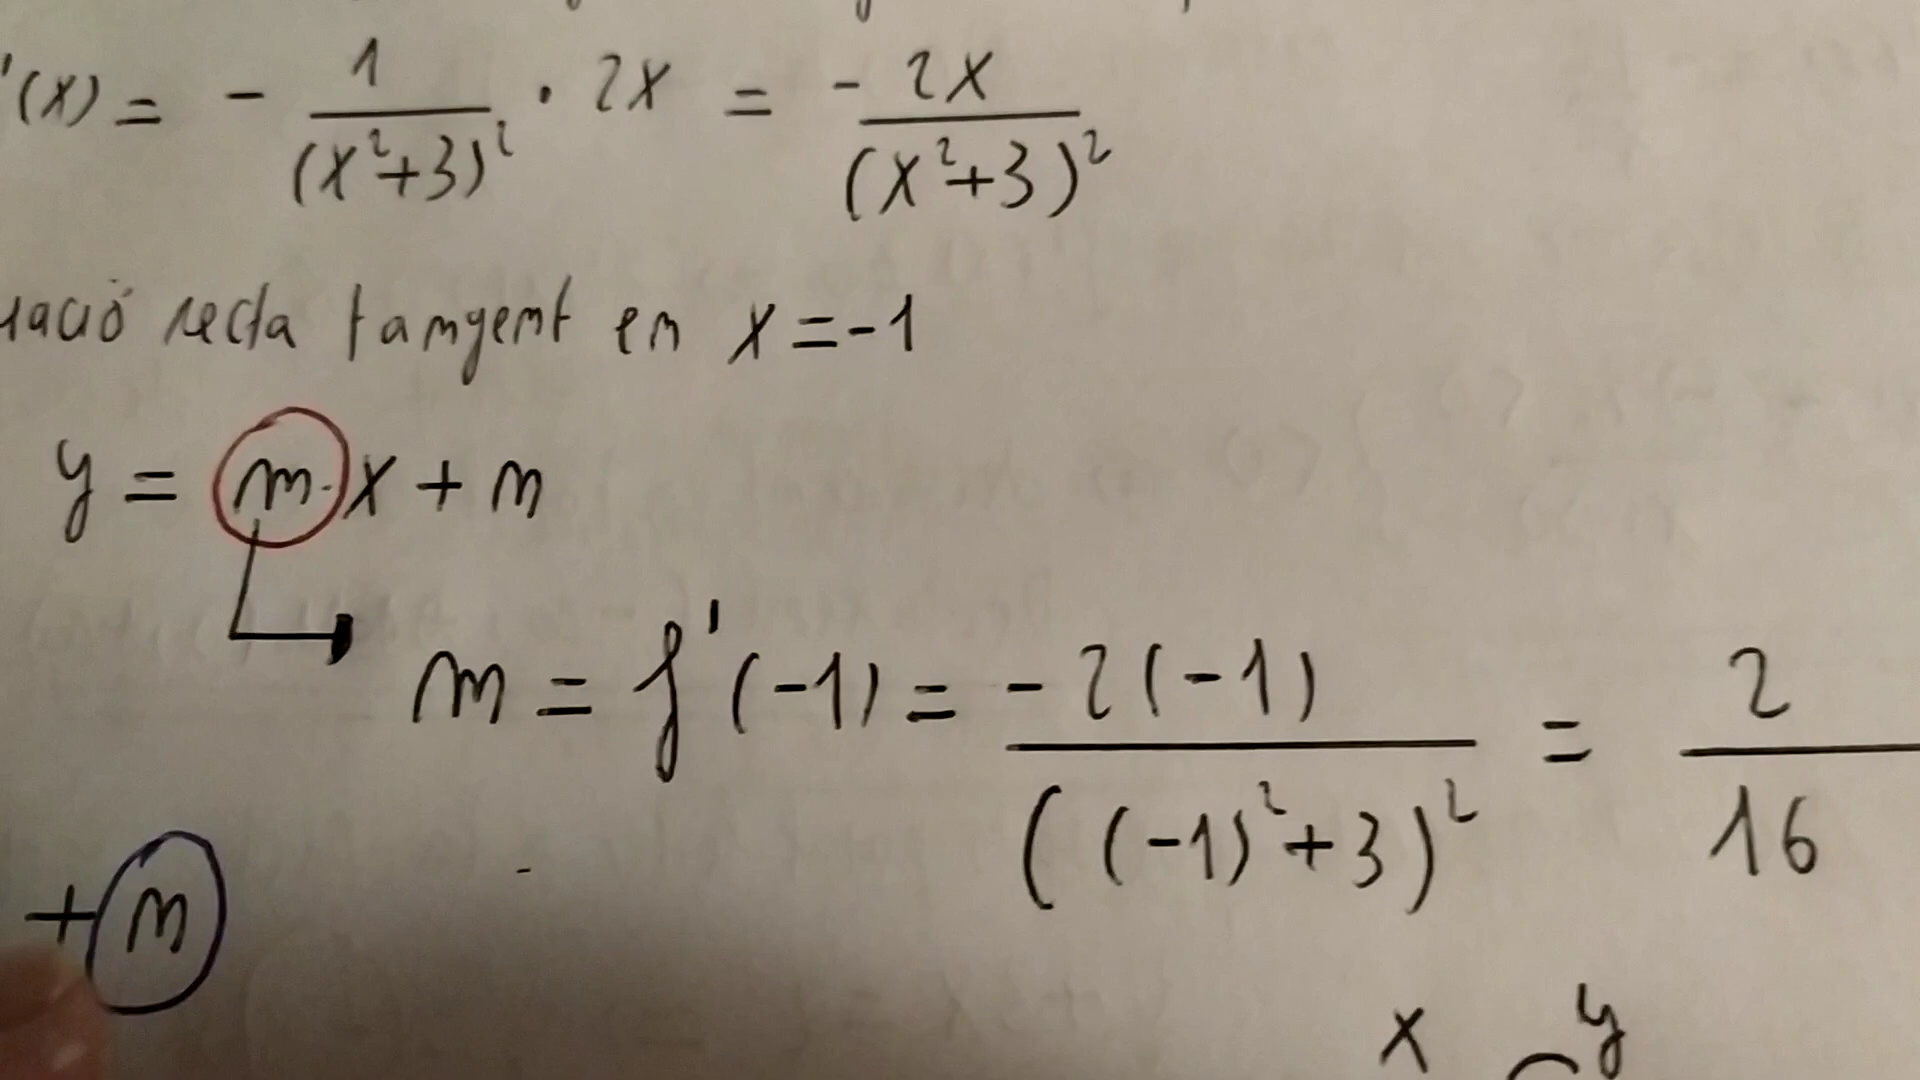 '(x) = - 1/(x²+3)² · 2x = - 2x/(x²+3)²
recta tangent en x = -1
y = m·x + n
m = f'(-1) = -2(-1)/((-1)²+3)² = 2/16
+ n
x y